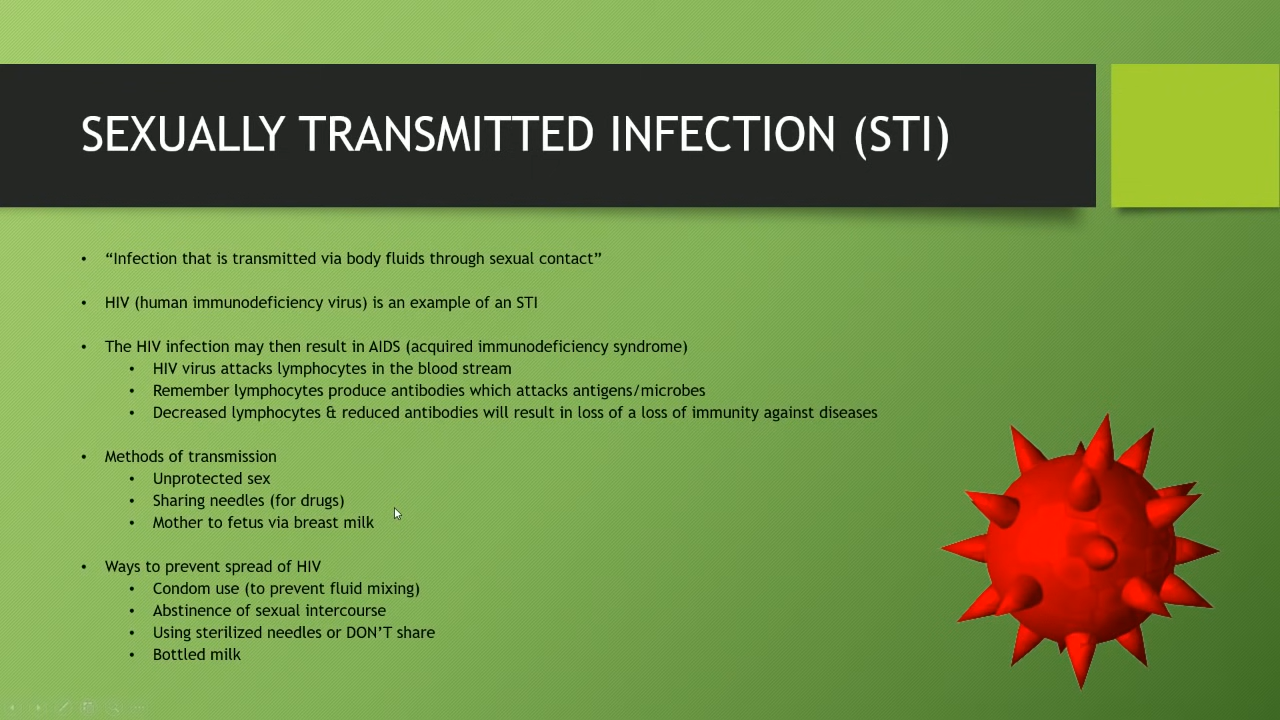 SEXUALLY TRANSMITTED INFECTION (STI)
• “Infection that is transmitted via body fluids through sexual contact”
• HIV (human immunodeficiency virus) is an example of an STI
• The HIV infection may then result in AIDS (acquired immunodeficiency syndrome)
• HIV virus attacks lymphocytes in the blood stream
• Remember lymphocytes produce antibodies which attacks antigens/microbes
• Decreased lymphocytes & reduced antibodies will result in loss of a loss of immunity against diseases
• Methods of transmission
• Unprotected sex
• Sharing needles (for drugs)
• Mother to fetus via breast milk
• Ways to prevent spread of HIV
• Condom use (to prevent fluid mixing)
• Abstinence of sexual intercourse
• Using sterilized needles or DON’T share
• Bottled milk